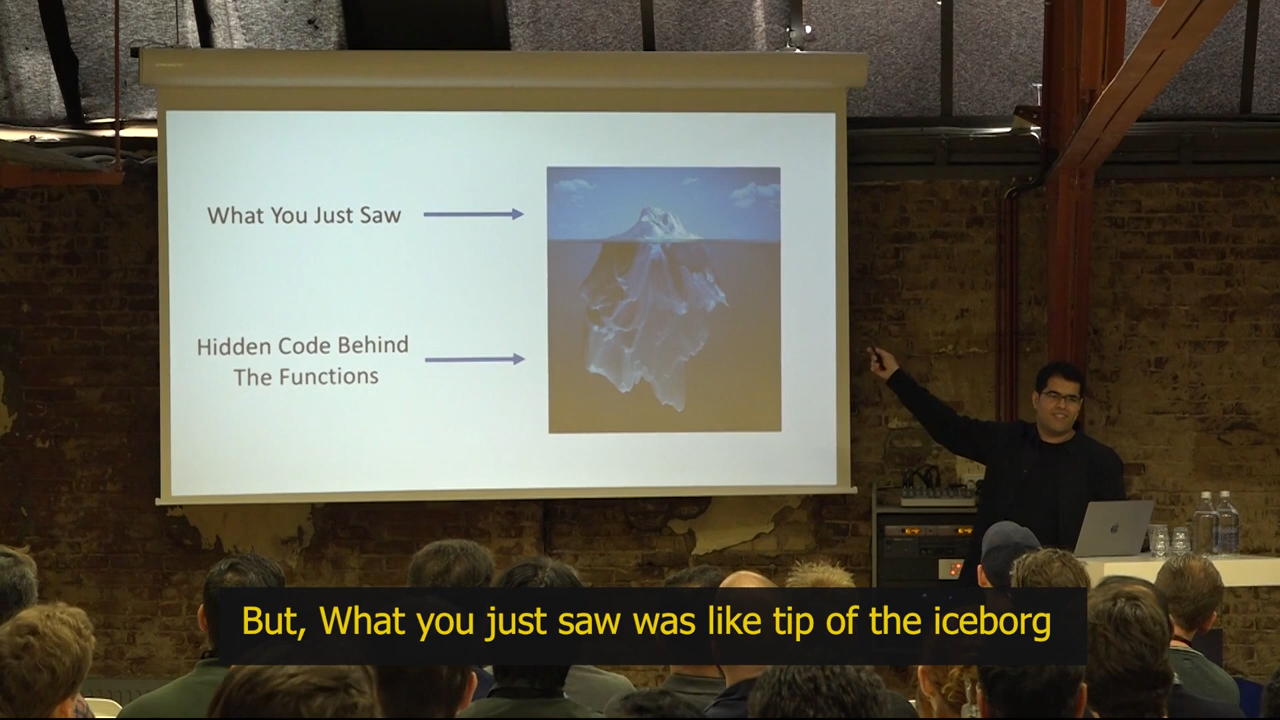 What You Just Saw
Hidden Code Behind
The Functions
But, What you just saw was like tip of the iceborg